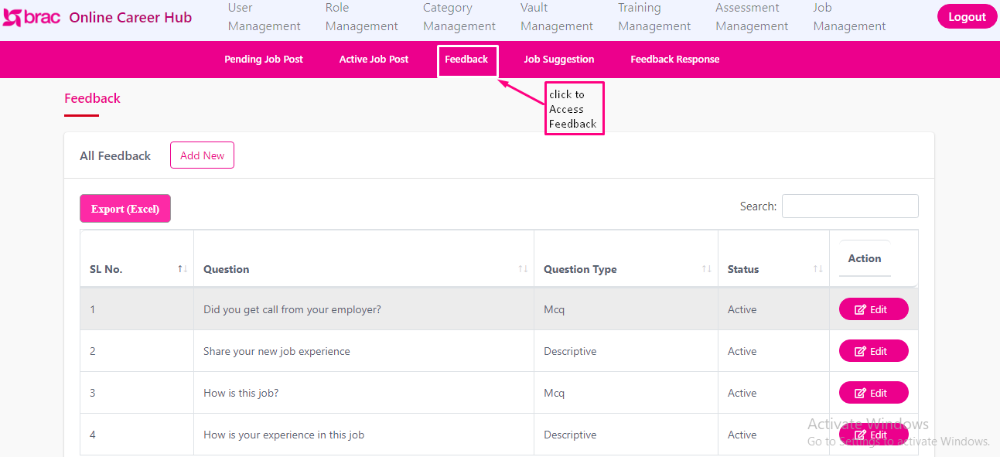 brac Online Career Hub
User Management
Role Management
Category Management
Vault Management
Training Management
Assessment Management
Job Management
Logout
Pending Job Post
Active Job Post
Feedback
Job Suggestion
Feedback Response
click to
Access
Feedback
Feedback
All Feedback
Add New
Export (Excel)
Search:
SL No. Question Question Type Status Action
1 Did you get call from your employer? Mcq Active Edit
2 Share your new job experience Descriptive Active Edit
3 How is this job? Mcq Active Edit
4 How is your experience in this job Descriptive Active Edit
Activate Windows
Go to Settings to activate Windows.